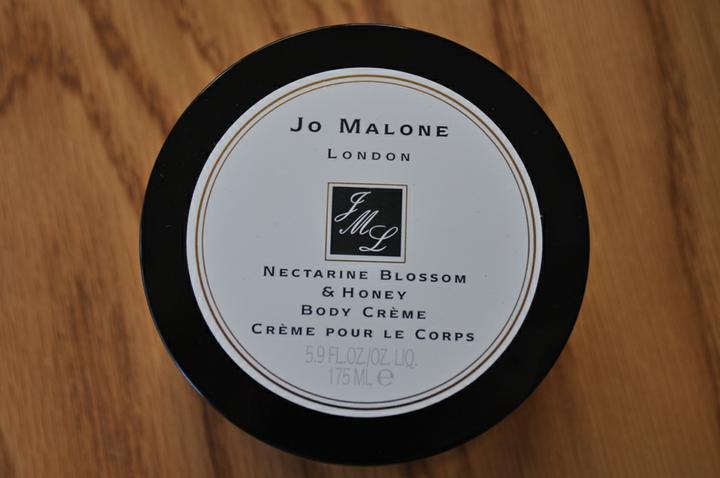 Jo Malone
London
JML
Nectarine Blossom
& Honey
Body Crème
Crème pour le Corps
5.9 FL.OZ./OZ. LIQ.
175 ML ℮